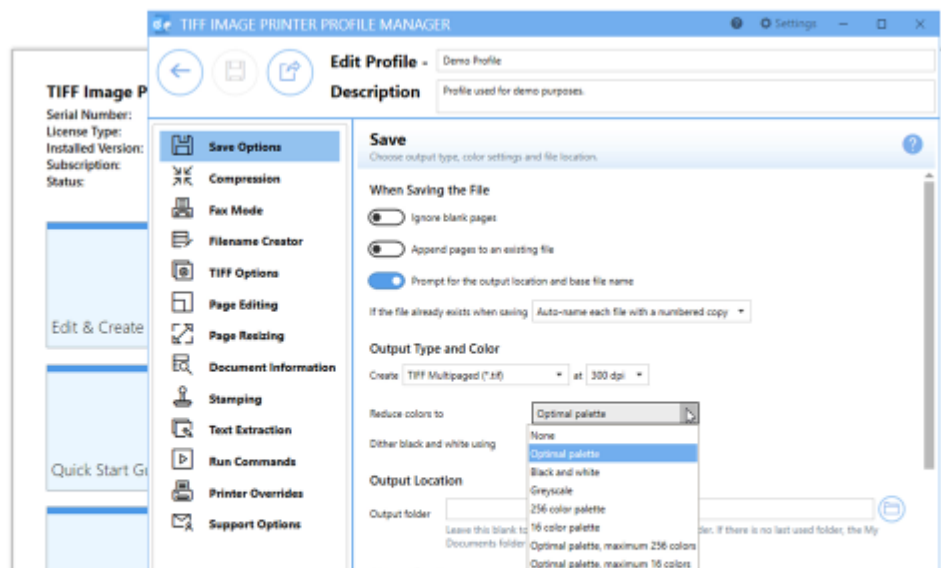 TIFF IMAGE PRINTER PROFILE MANAGER
Settings
Edit Profile - Demo Profile
Description Profile used for demo purposes.
TIFF Image P
Serial Number:
License Type:
Installed Version:
Subscription:
Status:
Edit & Create
Quick Start Gu
Save Options
Compression
Fax Mode
Filename Creator
TIFF Options
Page Editing
Page Resizing
Document Information
Stamping
Text Extraction
Run Commands
Printer Overrides
Support Options
Save
Choose output type, color settings and file location.
When Saving the File
Ignore blank pages
Append pages to an existing file
Prompt for the output location and base file name
If the file already exists when saving Auto-name each file with a numbered copy
Output Type and Color
Create TIFF Multipaged (*.tif) at 300 dpi
Reduce colors to Optimal palette
None
Optimal palette
Dither black and white using
Black and white
Greyscale
Output Location
256 color palette
Output folder
16 color palette
Leave this blank to der. If there is no last used folder, the My
Documents folder
Optimal palette, maximum 256 colors
Optimal palette, maximum 16 colors